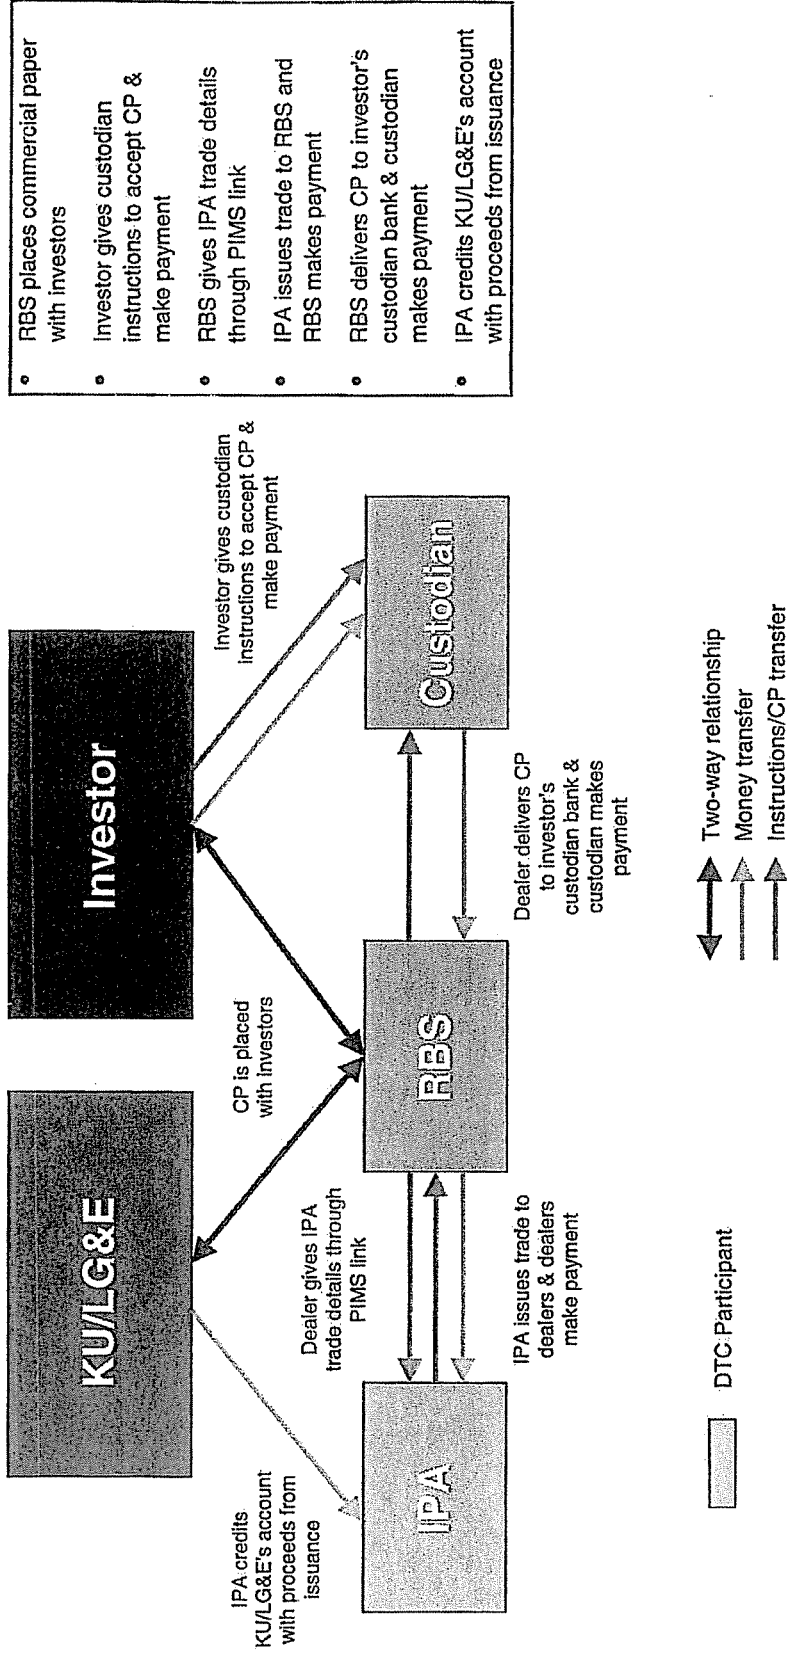 KU/LG&E
Investor
IPA credits
KU/LG&E's account
with proceeds from
issuance
CP is placed
with investors
Investor gives custodian
instructions to accept CP &
make payment
Dealer gives IPA
trade details through
PIMS link
IPA
RBS
Custodian
IPA issues trade to
dealers & dealers
make payment
Dealer delivers CP
to investor's
custodian bank &
custodian makes
payment
DTC Participant
Two-way relationship
Money transfer
Instructions/CP transfer
• RBS places commercial paper
with investors
• Investor gives custodian
instructions to accept CP &
make payment
• RBS gives IPA trade details
through PIMS link
• IPA issues trade to RBS and
RBS makes payment
• RBS delivers CP to investor's
custodian bank & custodian
makes payment
• IPA credits KU/LG&E's account
with proceeds from issuance